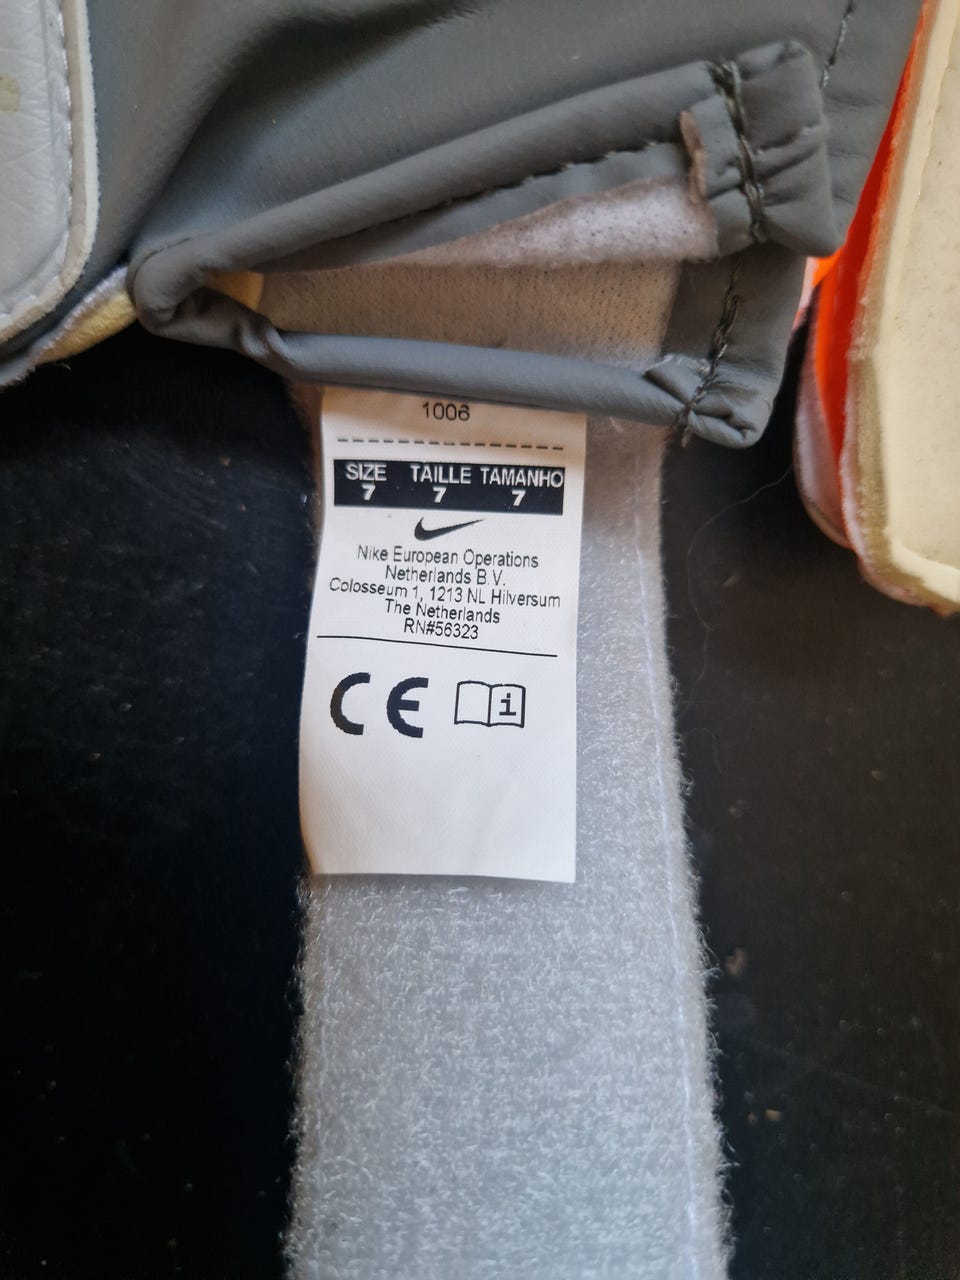 1006
SIZE TAILLE TAMANHO
7 7 7
Nike European Operations
Netherlands B.V.
Colosseum 1, 1213 NL Hilversum
The Netherlands
RN#56323
CE
i